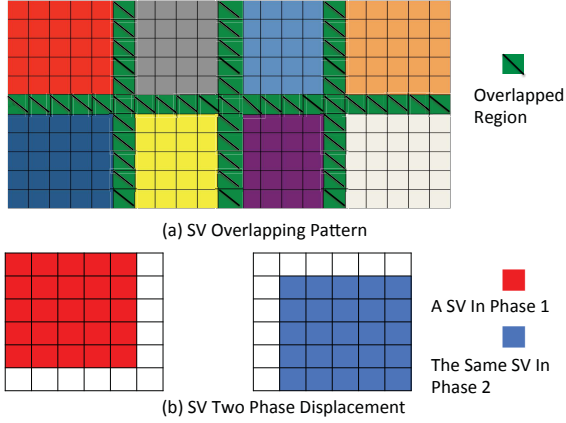 Overlapped
Region
(a) SV Overlapping Pattern
A SV In Phase 1
The Same SV In
Phase 2
(b) SV Two Phase Displacement